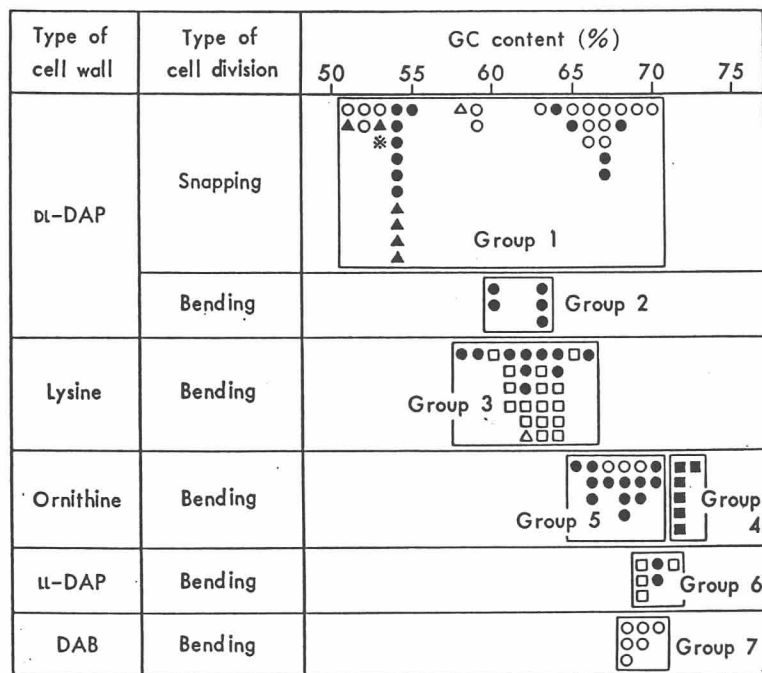 Type of cell wall
Type of cell division
GC content (%)
50 55 60 65 70 75
DL-DAP
Snapping
Group 1
Bending
Group 2
Lysine
Bending
Group 3
Ornithine
Bending
Group 5
Group 4
LL-DAP
Bending
Group 6
DAB
Bending
Group 7